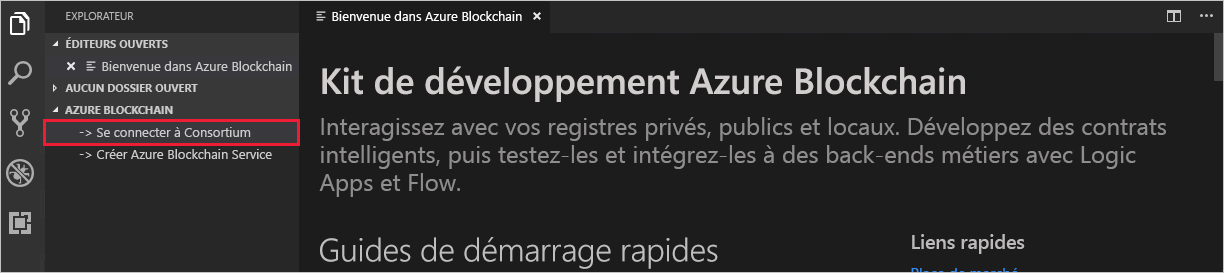 EXPLORATEUR
ÉDITEURS OUVERTS
Bienvenue dans Azure Blockchain
AUCUN DOSSIER OUVERT
AZURE BLOCKCHAIN
-> Se connecter à Consortium
-> Créer Azure Blockchain Service
Bienvenue dans Azure Blockchain
Kit de développement Azure Blockchain
Interagissez avec vos registres privés, publics et locaux. Développez des contrats
intelligents, puis testez-les et intégrez-les à des back-ends métiers avec Logic
Apps et Flow.
Guides de démarrage rapides
Liens rapides
Place de marché